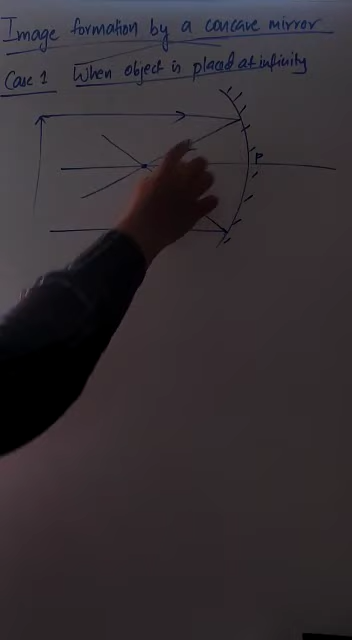 Image formation by a concave mirror
Case 1 When object is placed at infinity
P